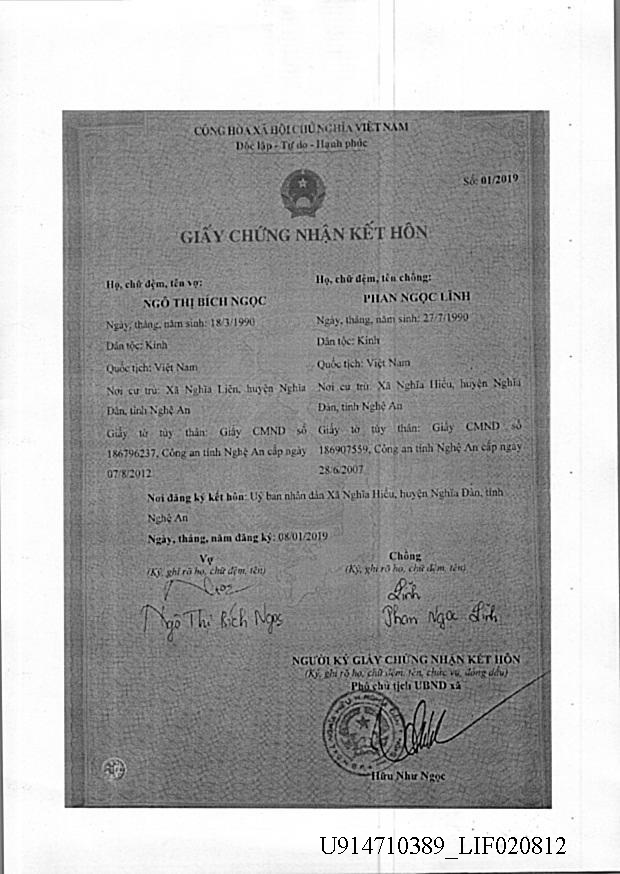 CỘNG HÒA XÃ HỘI CHỦ NGHĨA VIỆT NAM
Độc lập - Tự do - Hạnh phúc
Số: 01/2019
GIẤY CHỨNG NHẬN KẾT HÔN
Họ, chữ đệm, tên vợ:
NGÔ THỊ BÍCH NGỌC
Ngày, tháng, năm sinh: 18/3/1990
Dân tộc: Kinh
Quốc tịch: Việt Nam
Nơi cư trú: Xã Nghĩa Liên, huyện Nghĩa
Đàn, tỉnh Nghệ An
Giấy tờ tùy thân: Giấy CMND số
186796237, Công an tỉnh Nghệ An cấp ngày
07/8/2012
Họ, chữ đệm, tên chồng:
PHAN NGỌC LĨNH
Ngày, tháng, năm sinh: 27/7/1990
Dân tộc: Kinh
Quốc tịch: Việt Nam
Nơi cư trú: Xã Nghĩa Hiếu, huyện Nghĩa
Đàn, tỉnh Nghệ An
Giấy tờ tùy thân: Giấy CMND số
186907559, Công an tỉnh Nghệ An cấp ngày
28/6/2007
Nơi đăng ký kết hôn: Uỷ ban nhân dân Xã Nghĩa Hiếu, huyện Nghĩa Đàn, tỉnh
Nghệ An
Ngày, tháng, năm đăng ký: 08/01/2019
Vợ
(Ký, ghi rõ họ, chữ đệm, tên)
Ngọc
Ngô Thị Bích Ngọc
Chồng
(Ký, ghi rõ họ, chữ đệm, tên)
Lĩnh
Phan Ngọc Lĩnh
NGƯỜI KÝ GIẤY CHỨNG NHẬN KẾT HÔN
(Ký, ghi rõ họ, chữ đệm, tên, chức vụ, đóng dấu)
Phó chủ tịch UBND xã
Hữu Như Ngọc
U914710389_LIF020812